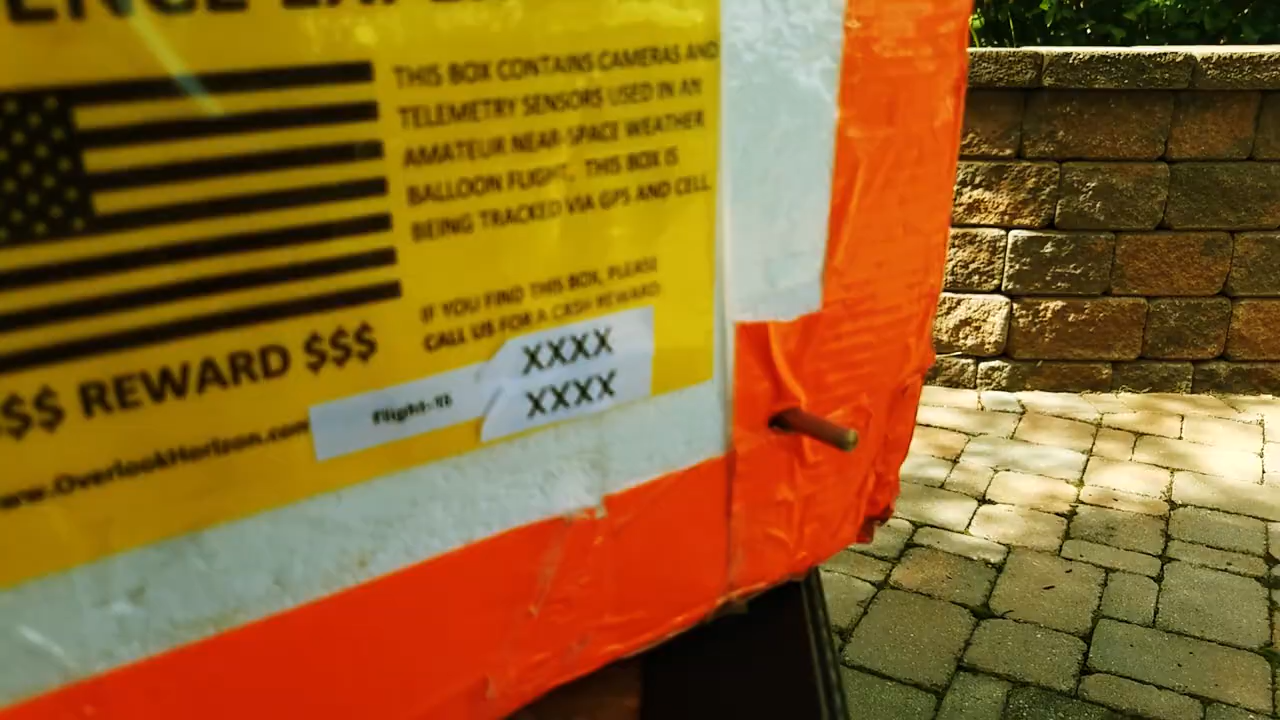 THIS BOX CONTAINS CAMERAS AND
TELEMETRY SENSORS USED IN AN
AMATEUR NEAR-SPACE WEATHER
BALLOON FLIGHT. THIS BOX IS
BEING TRACKED VIA GPS AND CELL
IF YOU FIND THIS BOX, PLEASE
CALL US FOR A CASH REWARD
XXXX
XXXX
$$ REWARD $$$
www.OverlookHorizon.com